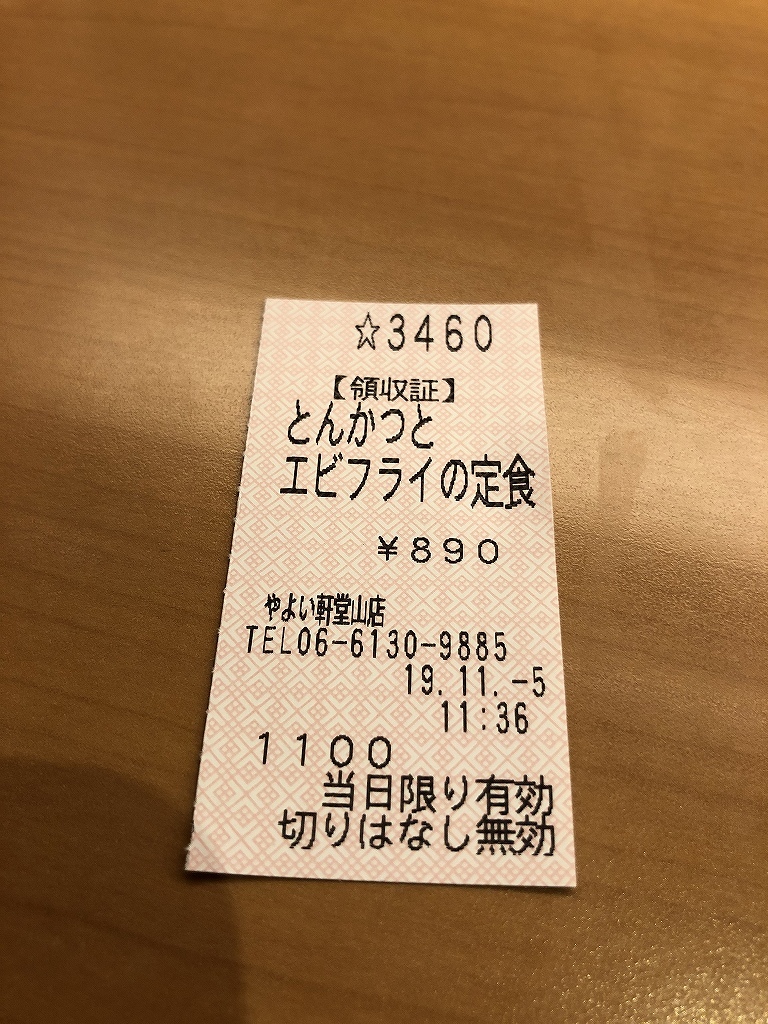 ☆3460
【領収証】
とんかつと
エビフライの定食
¥890
やよい軒堂山店
TEL06-6130-9885
19.11.-5
11:36
1100
当日限り有効
切りはなし無効